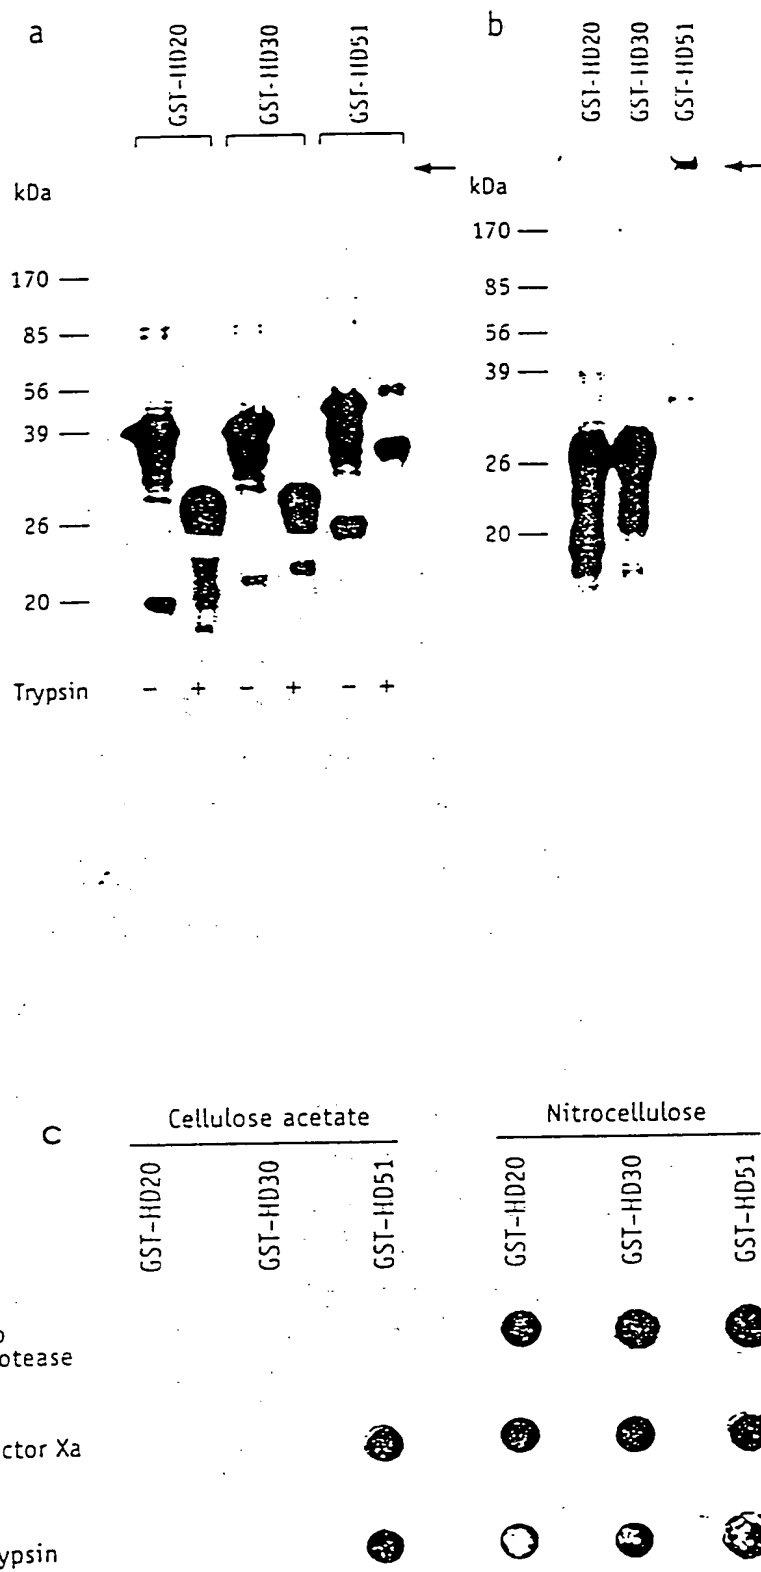 a
GST-HD20
GST-HD30
GST-HD51
kDa
170
85
56
39
26
20
Trypsin - + - + - +
b
GST-HD20
GST-HD30
GST-HD51
kDa
170
85
56
39
26
20
c
Cellulose acetate
Nitrocellulose
GST-HD20
GST-HD30
GST-HD51
GST-HD20
GST-HD30
GST-HD51
o
otease
ctor Xa
ypsin